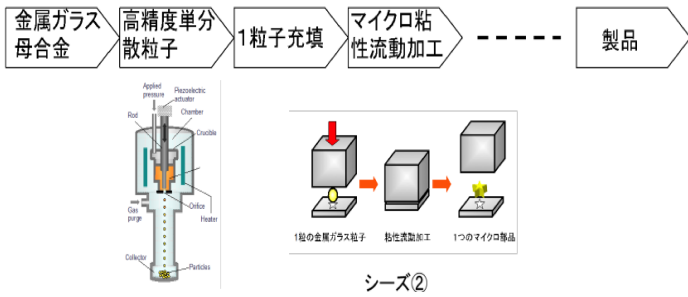 金属ガラス
母合金
高精度単分
散粒子
1粒子充填
マイクロ粘
性流動加工
製品
Applied
pressure
Piezoelectric
actuator
Rod
Chamber
Crucible
Orifice
Heater
Gas
purge
Collector
Particles
1粒の金属ガラス粒子
粘性流動加工
1つのマイクロ部品
シーズ②